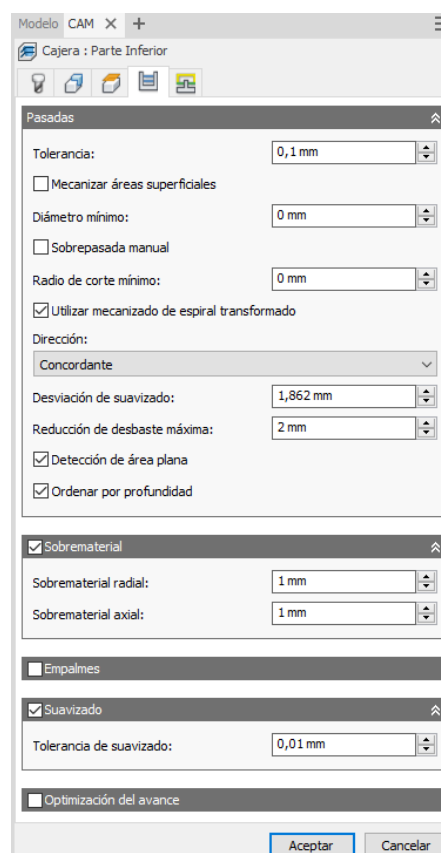 Modelo CAM
Cajera : Parte Inferior
Pasadas
Tolerancia: 0,1 mm
Mecanizar áreas superficiales
Diámetro mínimo: 0 mm
Sobrepasada manual
Radio de corte mínimo: 0 mm
Utilizar mecanizado de espiral transformado
Dirección:
Concordante
Desviación de suavizado: 1,862 mm
Reducción de desbaste máxima: 2 mm
Detección de área plana
Ordenar por profundidad
Sobrematerial
Sobrematerial radial: 1 mm
Sobrematerial axial: 1 mm
Empalmes
Suavizado
Tolerancia de suavizado: 0,01 mm
Optimización del avance
Aceptar Cancelar